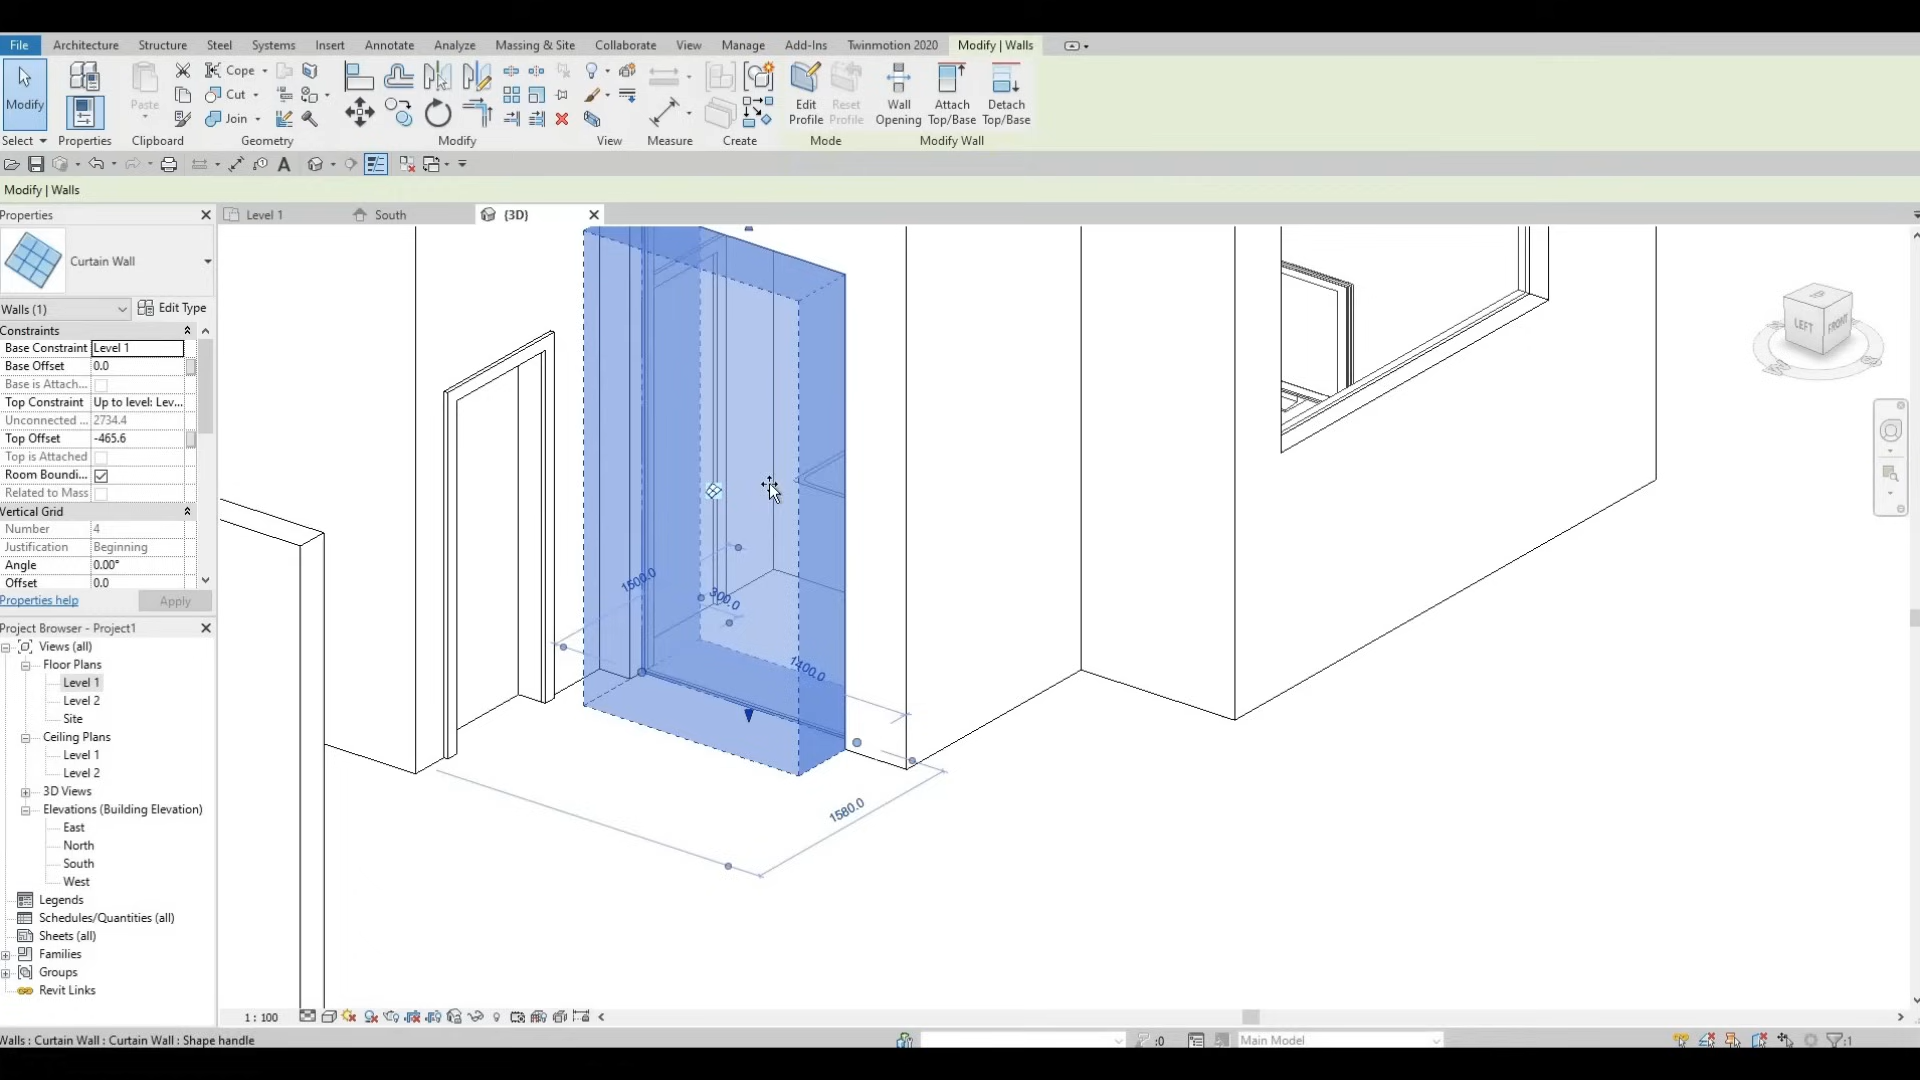 File Architecture Structure Steel Systems Insert Annotate Analyze Massing & Site Collaborate View Manage Add-Ins Twinmotion 2020 Modify | Walls
Modify Paste Cope Cut Join Edit Profile Reset Profile Wall Opening Attach Top/Base Detach Top/Base
Select Properties Clipboard Geometry Modify View Measure Create Mode Modify Wall
A
Modify | Walls
Properties
Level 1 South {3D}
Curtain Wall
Walls (1) Edit Type
Constraints
Base Constraint Level 1
Base Offset 0.0
Base is Attach...
Top Constraint Up to level: Lev...
Unconnected ... 2734.4
Top Offset -465.6
Top is Attached
Room Boundi...
Related to Mass
Vertical Grid
Number 4
Justification Beginning
Angle 0.00°
Offset 0.0
Properties help Apply
Project Browser - Project1
Views (all)
Floor Plans
Level 1
Level 2
Site
Ceiling Plans
Level 1
Level 2
3D Views
Elevations (Building Elevation)
East
North
South
West
Legends
Schedules/Quantities (all)
Sheets (all)
Families
Groups
Revit Links
LEFT FRONT
1500.0
300.0
1400.0
1580.0
1 : 100
Walls : Curtain Wall : Curtain Wall : Shape handle
:0
Main Model
:1